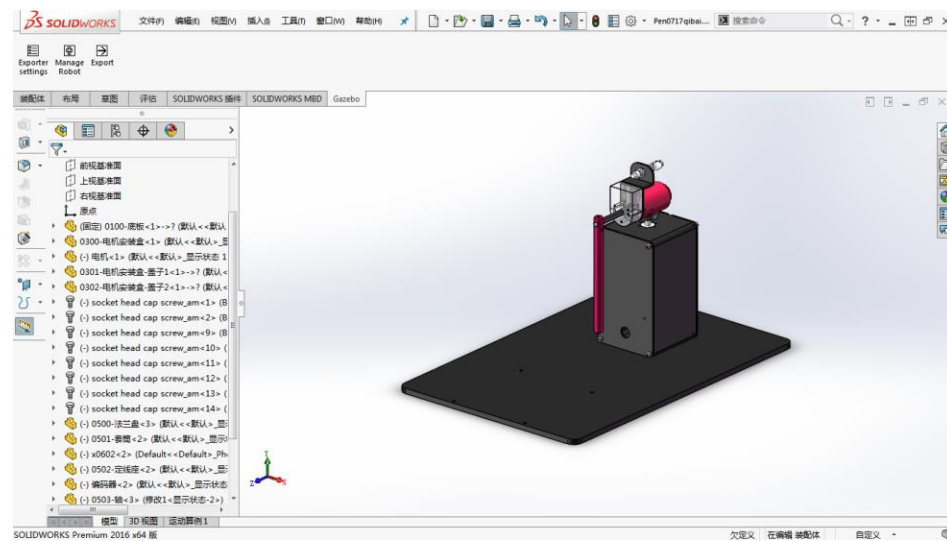 SOLIDWORKS 文件(F) 编辑(E) 视图(V) 插入(I) 工具(T) 窗口(W) 帮助(H) Pen0717qibai.... 搜索命令
Exporter settings Manage Robot Export
装配体 布局 草图 评估 SOLIDWORKS 插件 SOLIDWORKS MBD Gazebo
前视基准面
上视基准面
右视基准面
原点
(固定) 0100-底板<1>->? (默认<<默认
0300-电机安装盒<1> (默认<<默认>_显
(-) 电机<1> (默认<<默认>_显示状态 1
0301-电机安装盒-盖子1<1>->? (默认<
0302-电机安装盒-盖子2<1>->? (默认<
(-) socket head cap screw_am<1> (B
(-) socket head cap screw_am<2> (B
(-) socket head cap screw_am<9> (B
(-) socket head cap screw_am<10> (
(-) socket head cap screw_am<11> (
(-) socket head cap screw_am<12> (
(-) socket head cap screw_am<13> (
(-) socket head cap screw_am<14> (
(-) 0500-法兰盘<3> (默认<<默认>_显
(-) 0501-套筒<2> (默认<<默认>_显示
(-) x0602<2> (Default<<Default>_Ph
(-) 0502-定线座<2> (默认<<默认>_显
(-) 编码器<2> (默认<<默认>_显示状态
(-) 0503-轴<3> (修改1<显示状态-2>)
模型 3D 视图 运动算例 1
SOLIDWORKS Premium 2016 x64 版 欠定义 在编辑 装配体 自定义